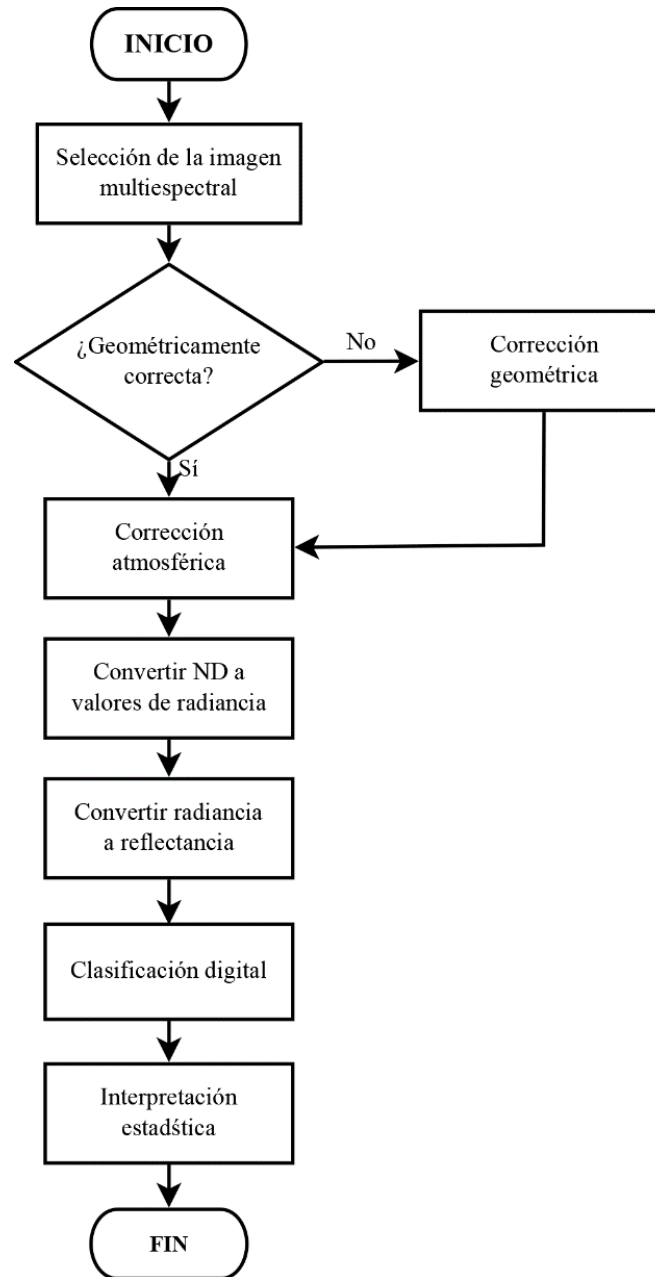 INICIO
Selección de la imagen
multiespectral
¿Geométricamente
correcta?
No
Corrección
geométrica
Sí
Corrección
atmosférica
Convertir ND a
valores de radiancia
Convertir radiancia
a reflectancia
Clasificación digital
Interpretación
estadśtica
FIN